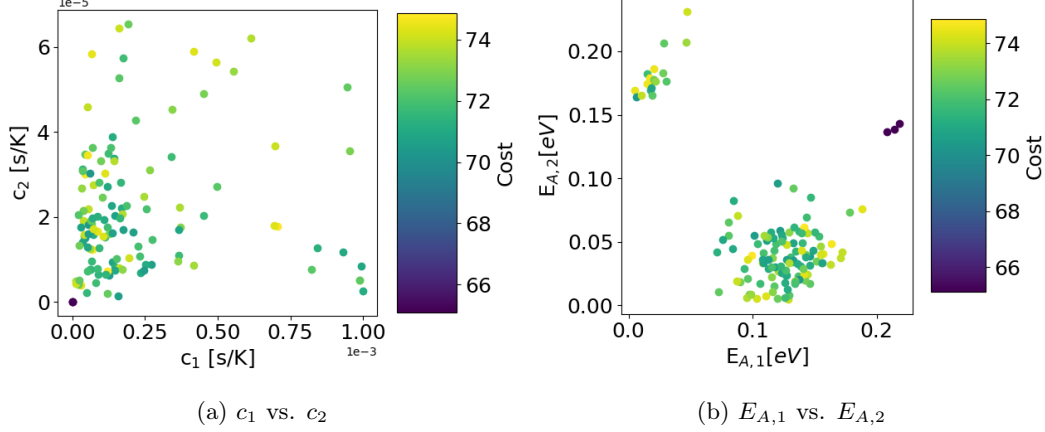 1e−5
6
4
2
0
c2 [s/K]
0
0.25
0.50
0.75
1.00
1e−3
c1 [s/K]
74
72
70
68
66
Cost
0.20
0.15
0.10
0.05
0.00
EA,2[eV]
0.0
0.1
0.2
EA,1[eV]
74
72
70
68
66
Cost
(a) c1 vs. c2
(b) EA,1 vs. EA,2